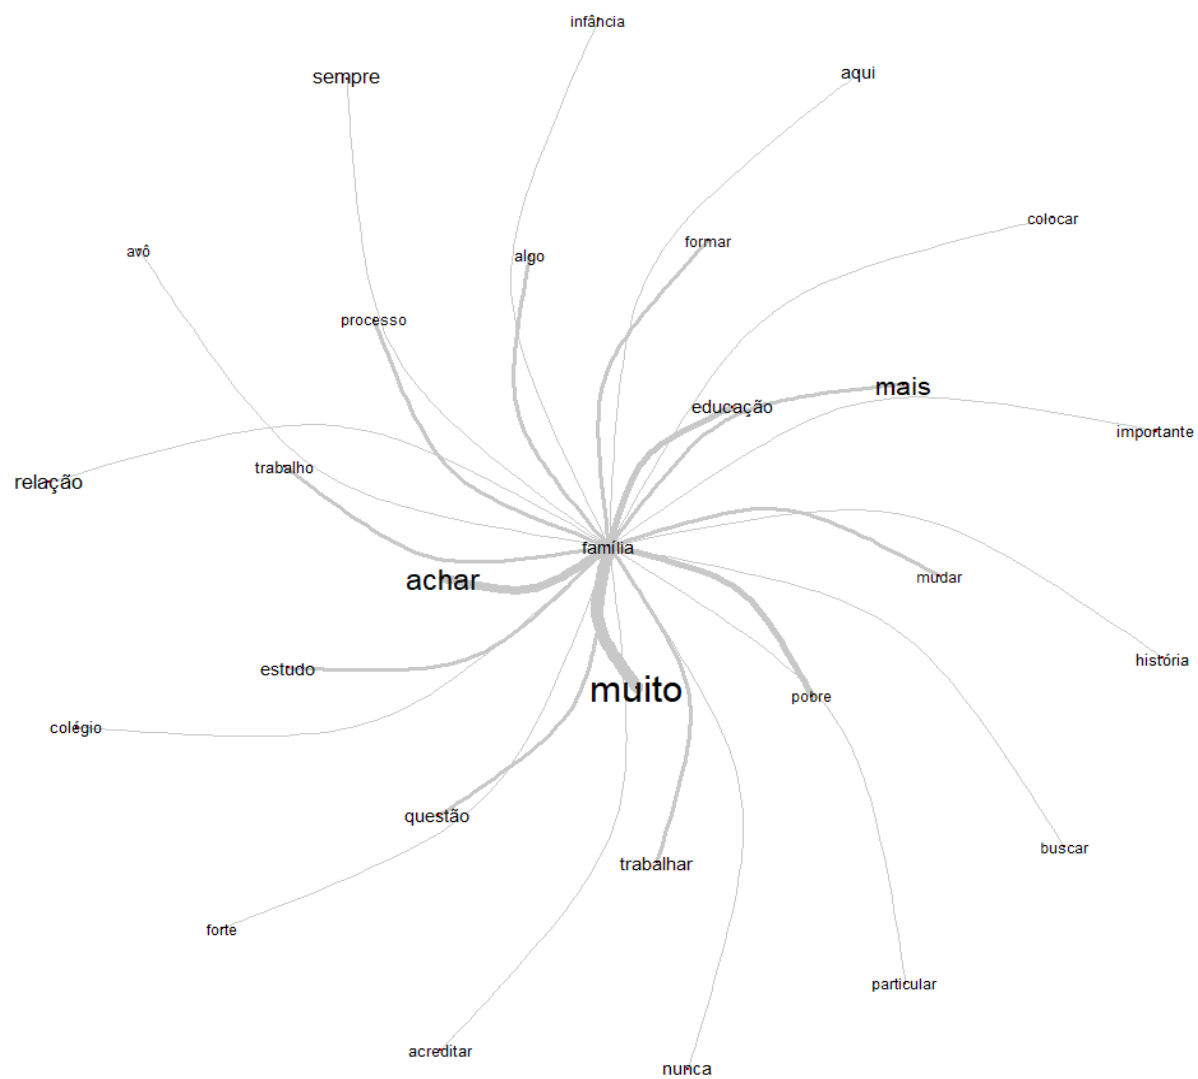 infância
aqui
sempre
colocar
formar
avô
algo
processo
mais
educação
importante
trabalho
relação
família
mudar
achar
história
estudo
muito
pobre
colégio
questão
buscar
trabalhar
forte
particular
acreditar
nunca